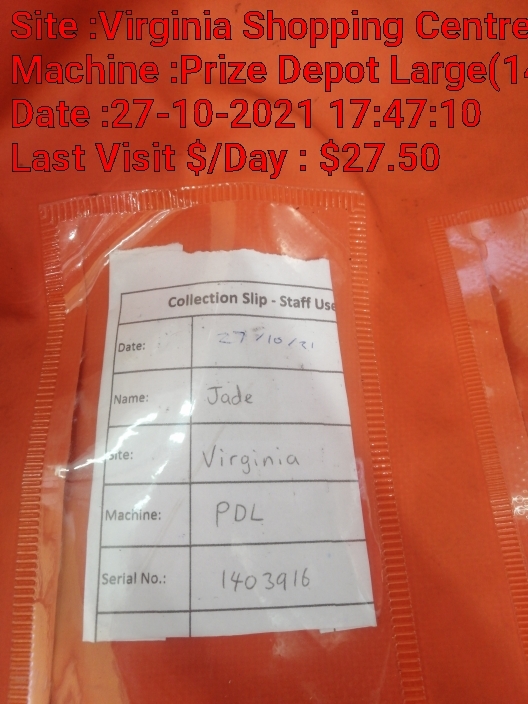 Site :Virginia Shopping Centre
Machine :Prize Depot Large(14
Date :27-10-2021 17:47:10
Last Visit $/Day : $27.50
Collection Slip - Staff Use
Date: 27/10/21
Name: Jade
Site: Virginia
Machine: PDL
Serial No.: 1403916